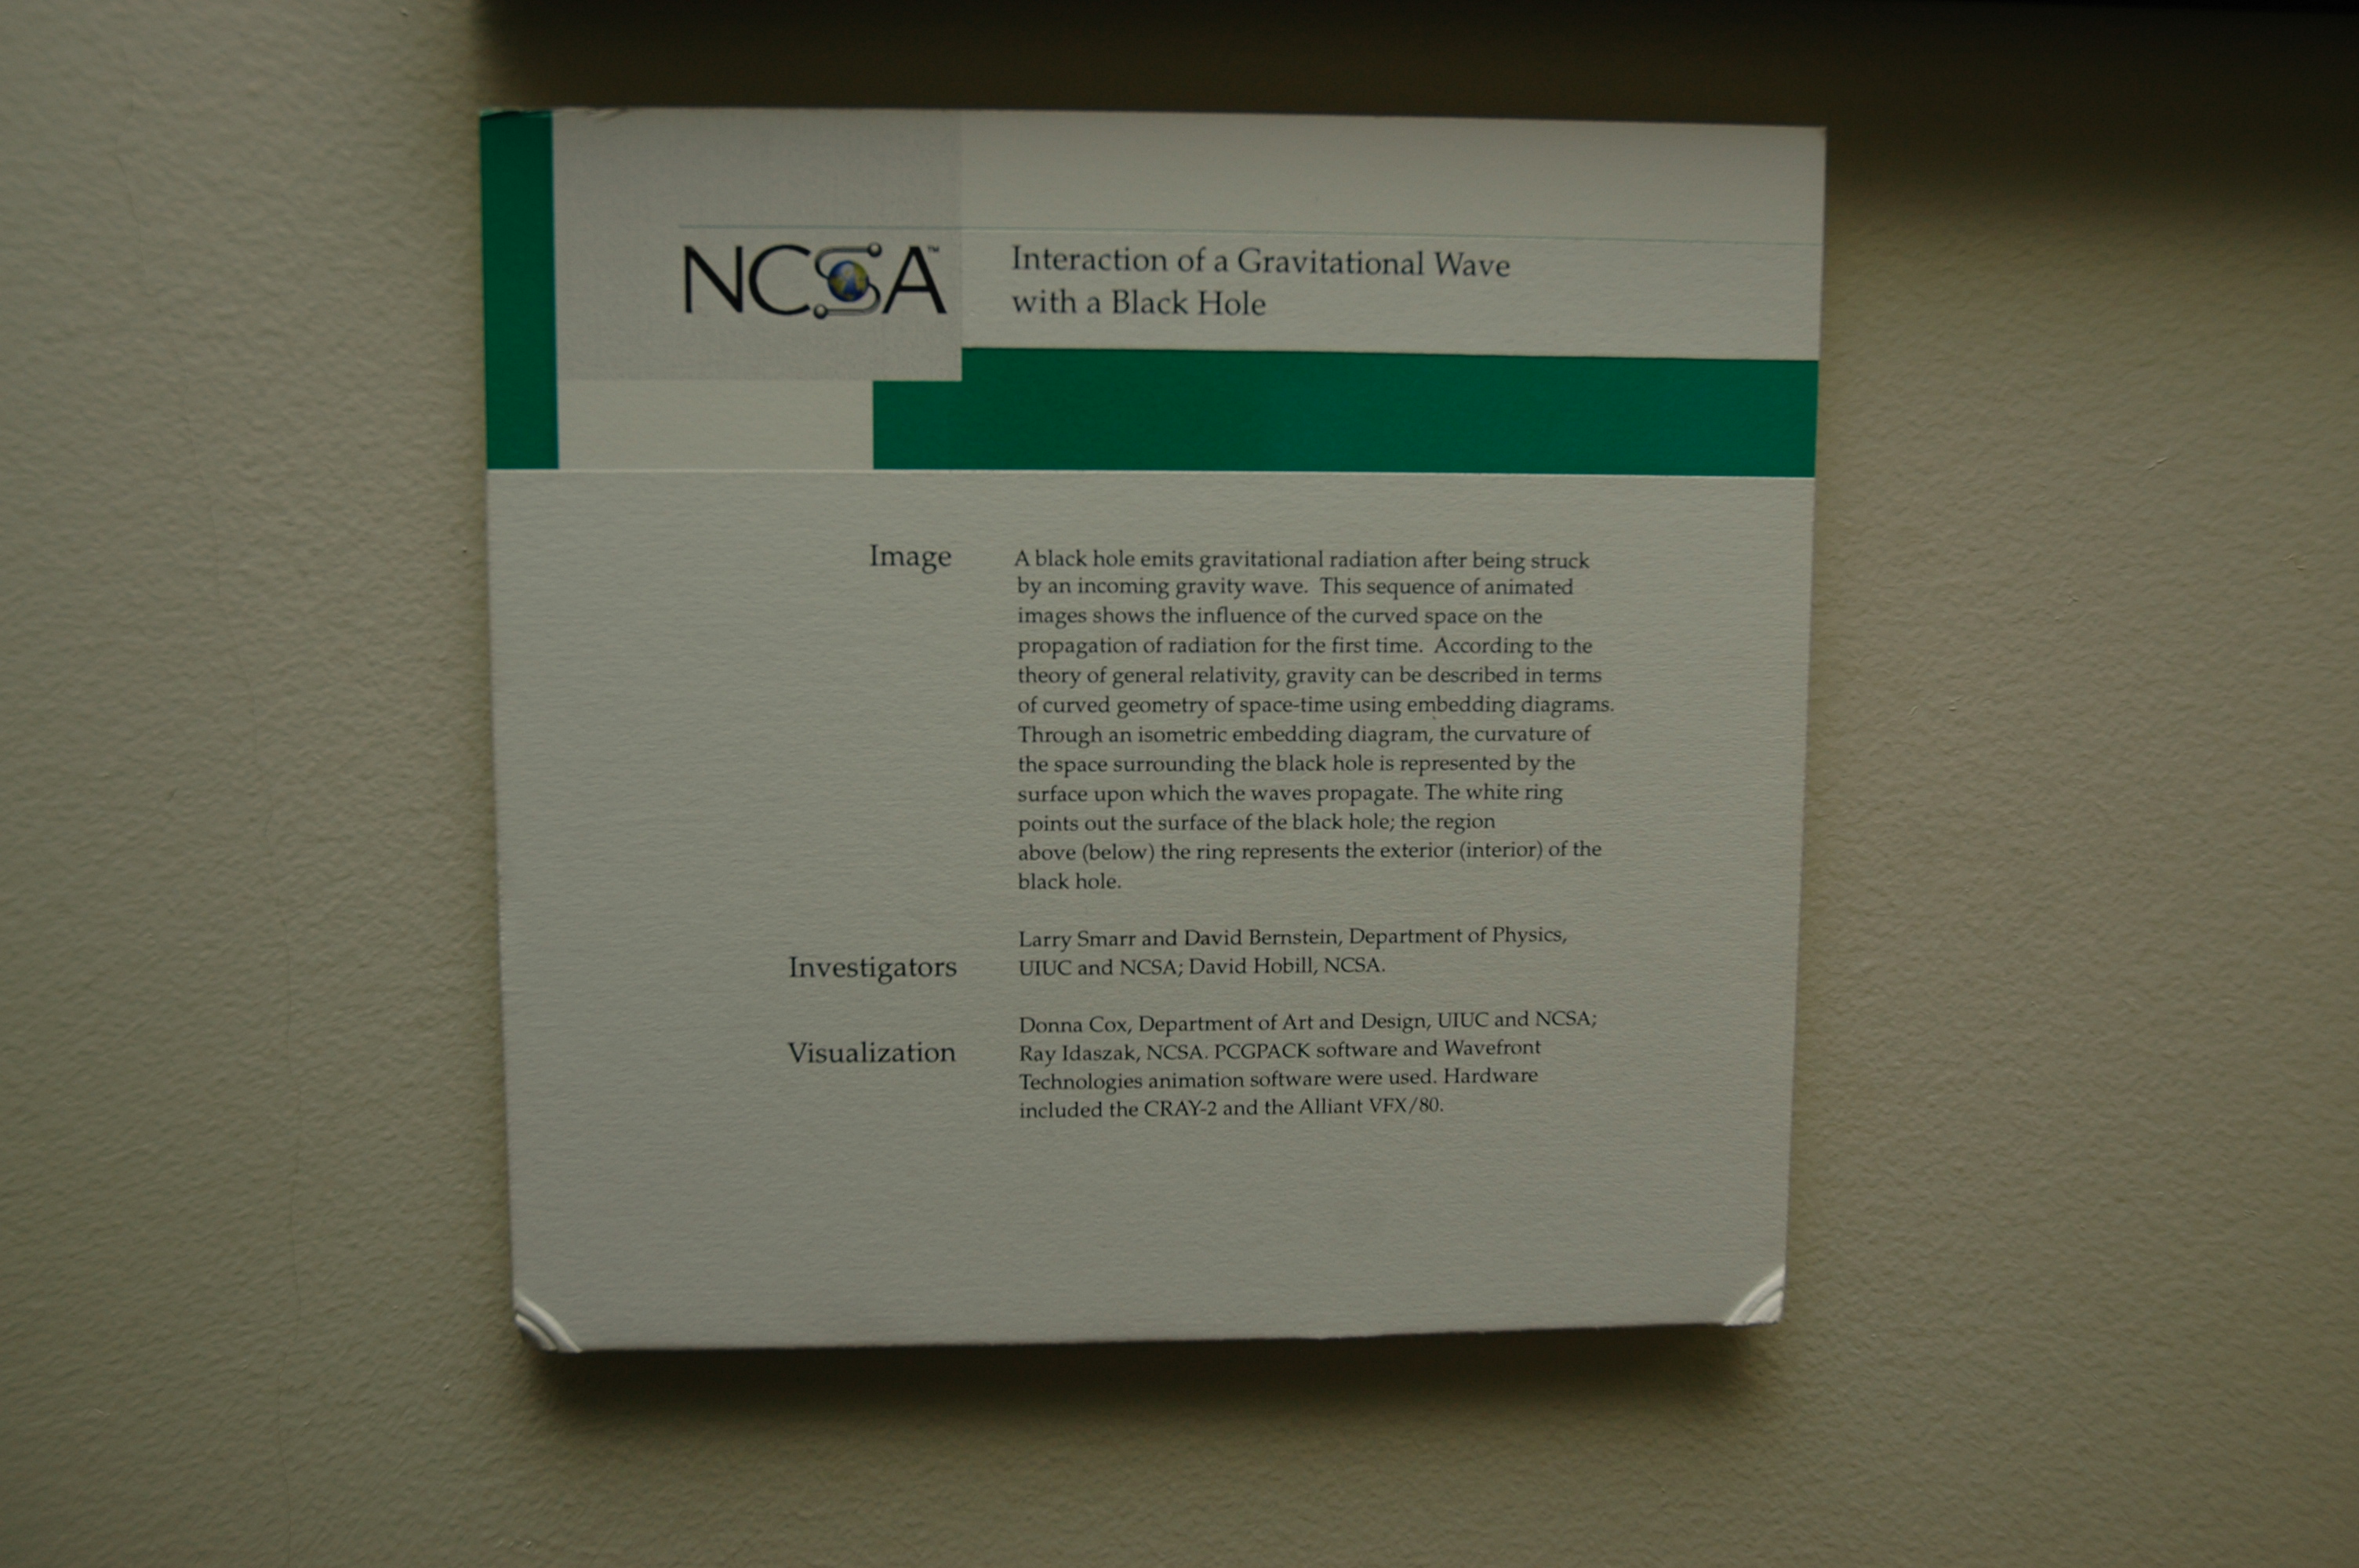 NCSA™
Interaction of a Gravitational Wave
with a Black Hole
Image
A black hole emits gravitational radiation after being struck
by an incoming gravity wave. This sequence of animated
images shows the influence of the curved space on the
propagation of radiation for the first time. According to the
theory of general relativity, gravity can be described in terms
of curved geometry of space-time using embedding diagrams.
Through an isometric embedding diagram, the curvature of
the space surrounding the black hole is represented by the
surface upon which the waves propagate. The white ring
points out the surface of the black hole; the region
above (below) the ring represents the exterior (interior) of the
black hole.
Investigators
Larry Smarr and David Bernstein, Department of Physics,
UIUC and NCSA; David Hobill, NCSA.
Visualization
Donna Cox, Department of Art and Design, UIUC and NCSA;
Ray Idaszak, NCSA. PCGPACK software and Wavefront
Technologies animation software were used. Hardware
included the CRAY-2 and the Alliant VFX/80.